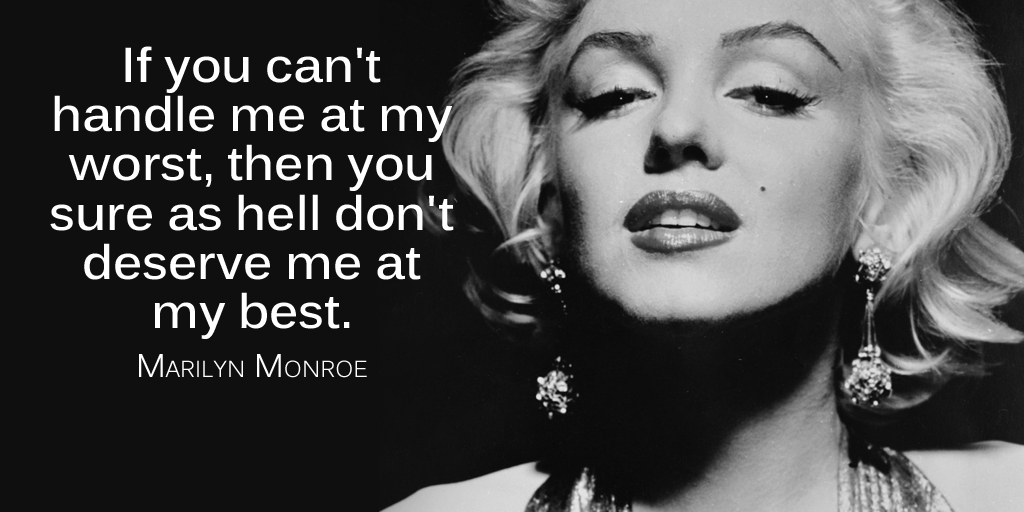 If you can't
handle me at my
worst, then you
sure as hell don't
deserve me at
my best.
Marilyn Monroe